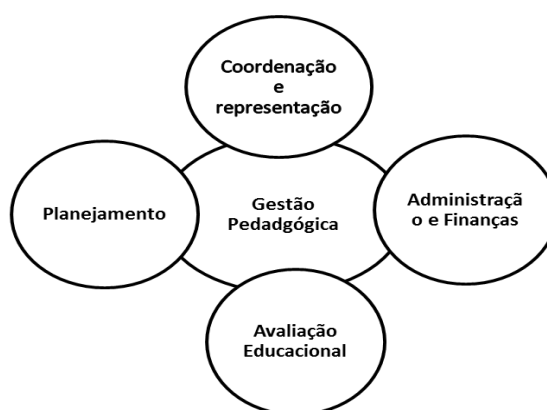 Coordenação
e
representação
Planejamento
Gestão
Pedadgógica
Administraçã
o e Finanças
Avaliação
Educacional